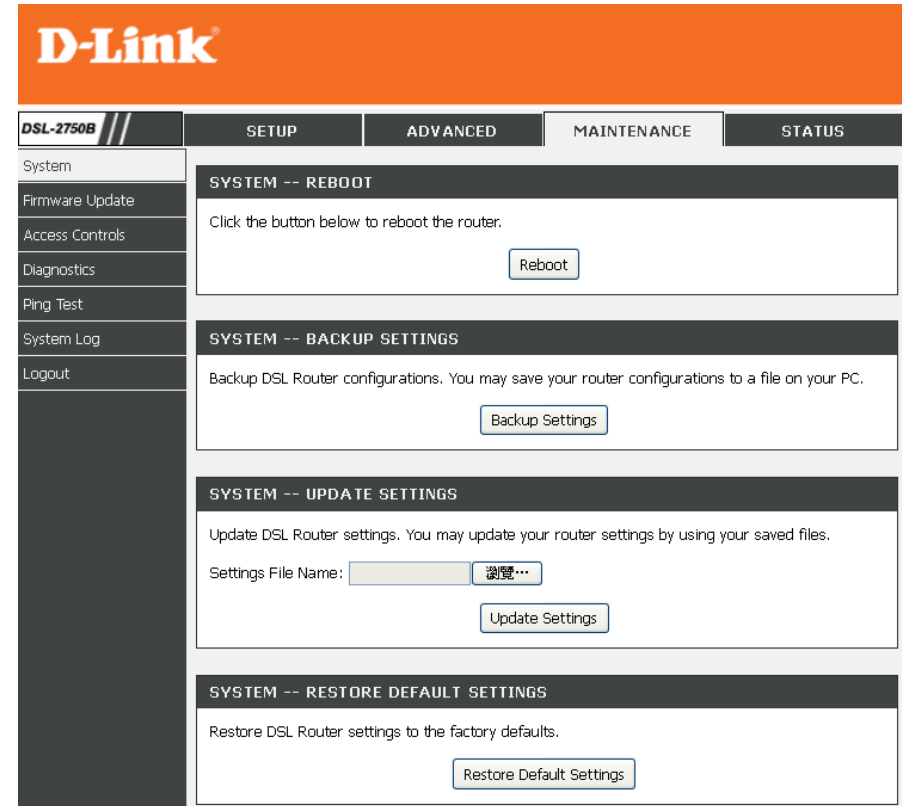 D-Link®
DSL-2750B
SETUP
ADVANCED
MAINTENANCE
STATUS
System
Firmware Update
Access Controls
Diagnostics
Ping Test
System Log
Logout
SYSTEM -- REBOOT
Click the button below to reboot the router.
Reboot
SYSTEM -- BACKUP SETTINGS
Backup DSL Router configurations. You may save your router configurations to a file on your PC.
Backup Settings
SYSTEM -- UPDATE SETTINGS
Update DSL Router settings. You may update your router settings by using your saved files.
Settings File Name: 瀏覽…
Update Settings
SYSTEM -- RESTORE DEFAULT SETTINGS
Restore DSL Router settings to the factory defaults.
Restore Default Settings